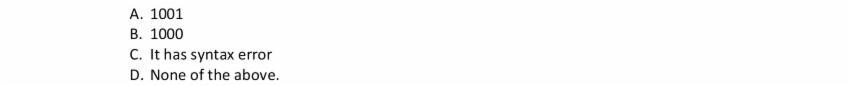 A. 1001
B. 1000
C. It has syntax error
D. None of the above.